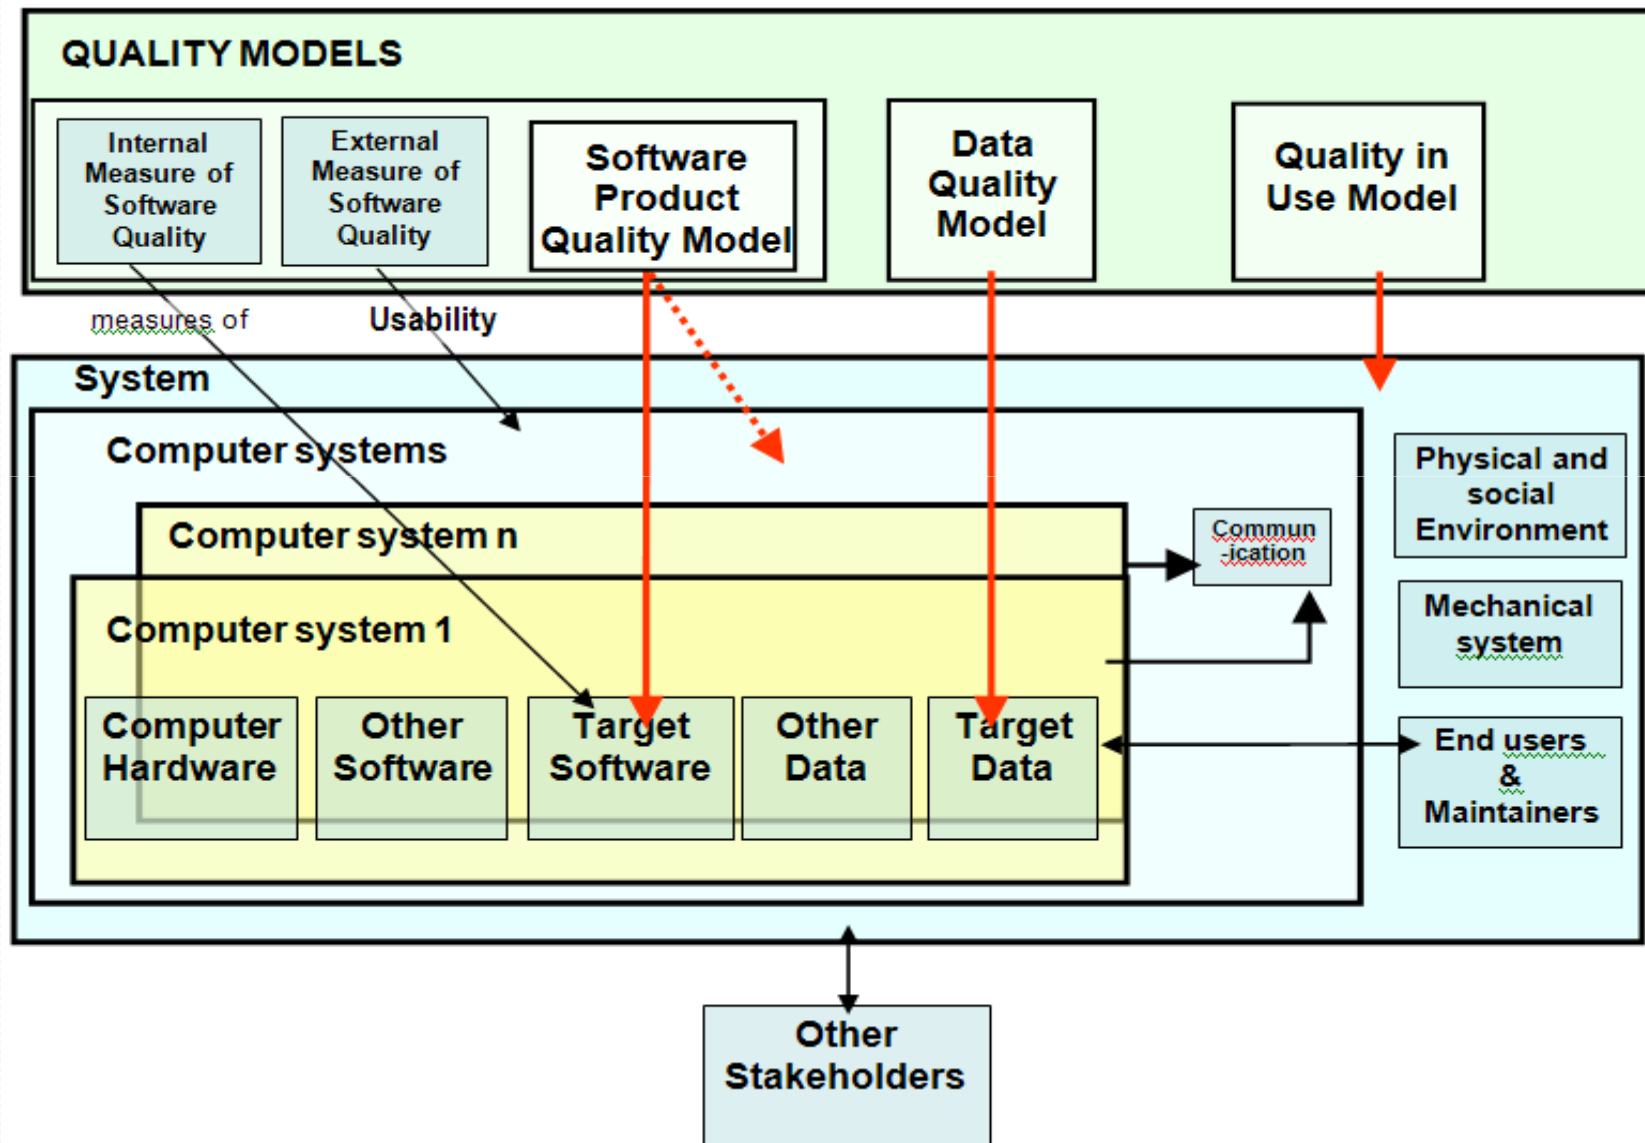 QUALITY MODELS
Internal
Measure of
Software
Quality
External
Measure of
Software
Quality
Software
Product
Quality Model
Data
Quality
Model
Quality in
Use Model
measures of
Usability
System
Computer systems
Computer system n
Computer system 1
Commun
-ication
Physical and
social
Environment
Mechanical
system
Computer
Hardware
Other
Software
Target
Software
Other
Data
Target
Data
End users
&
Maintainers
Other
Stakeholders